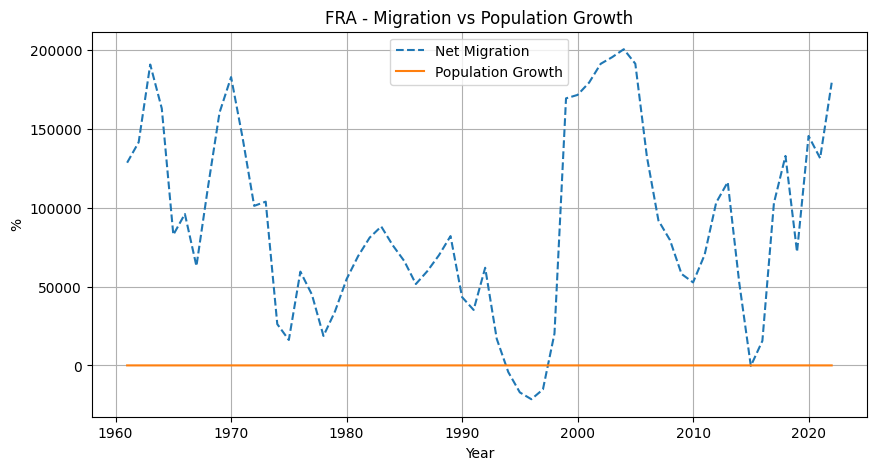 FRA - Migration vs Population Growth
Net Migration
Population Growth
200000
150000
100000
50000
0
%
1960 1970 1980 1990 2000 2010 2020
Year